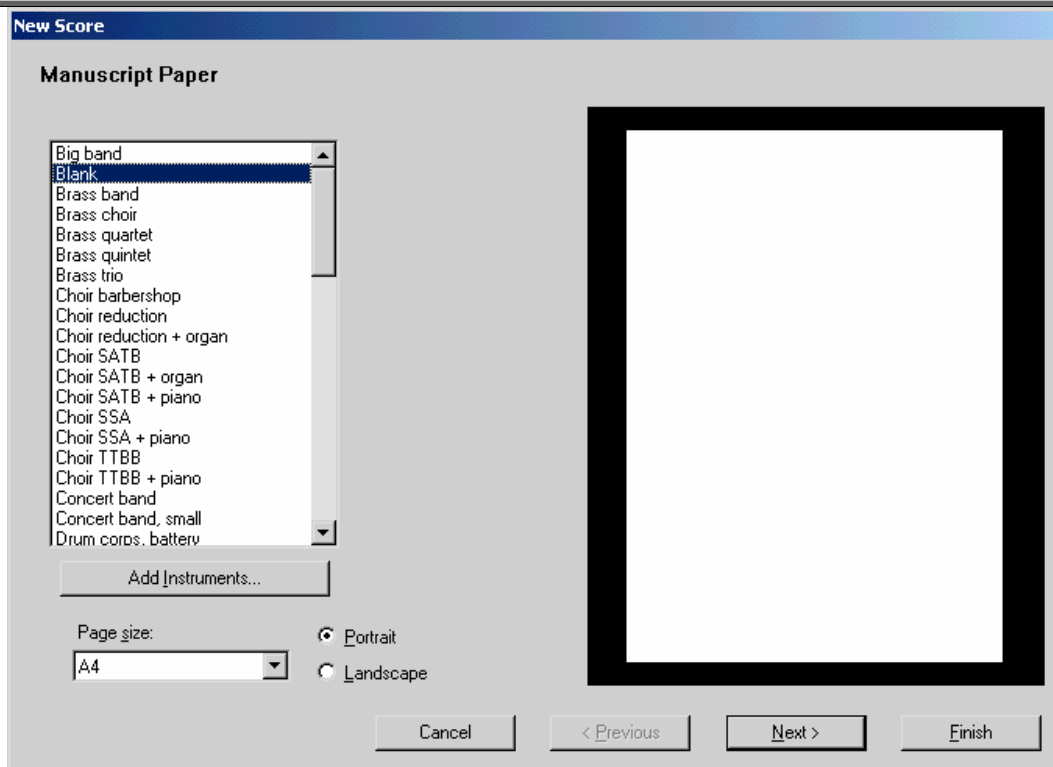 New Score
Manuscript Paper
Big band
Blank
Brass band
Brass choir
Brass quartet
Brass quintet
Brass trio
Choir barbershop
Choir reduction
Choir reduction + organ
Choir SATB
Choir SATB + organ
Choir SATB + piano
Choir SSA
Choir SSA + piano
Choir TTBB
Choir TTBB + piano
Concert band
Concert band, small
Drum corps, battery
Add Instruments...
Page size:
A4
Portrait
Landscape
Cancel
< Previous
Next >
Finish